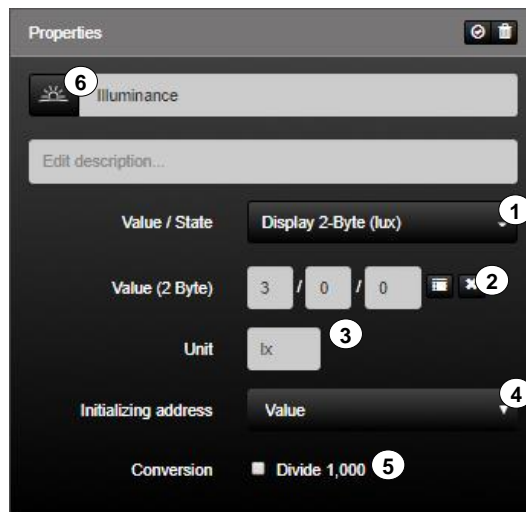 Properties
6
Illuminance
Edit description...
Value / State Display 2-Byte (lux) 1
Value (2 Byte) 3 / 0 / 0 2
Unit lx 3
Initializing address Value 4
Conversion Divide 1,000 5